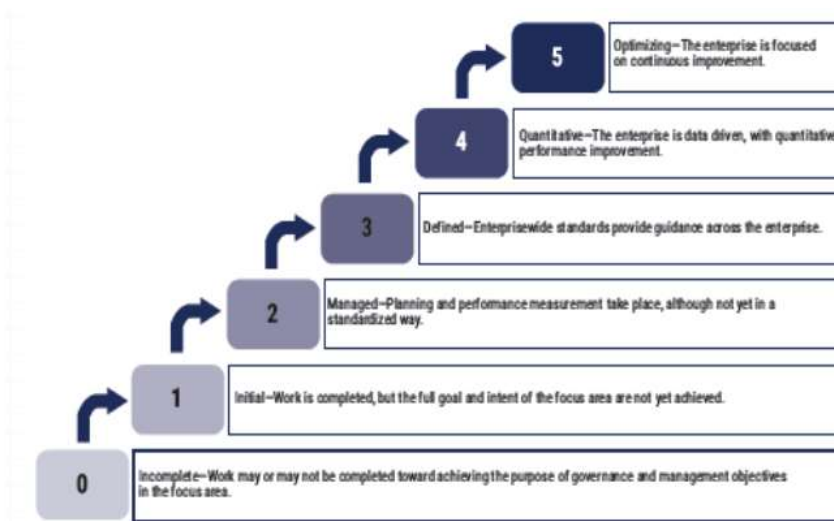 5
Optimizing—The enterprise is focused
on continuous improvement.
4
Quantitative—The enterprise is data driven, with quantitative
performance improvement.
3
Defined—Enterprisewide standards provide guidance across the enterprise.
2
Managed—Planning and performance measurement take place, although not yet in a
standardized way.
1
Initial—Work is completed, but the full goal and intent of the focus area are not yet achieved.
0
Incomplete—Work may or may not be completed toward achieving the purpose of governance and management objectives
in the focus area.